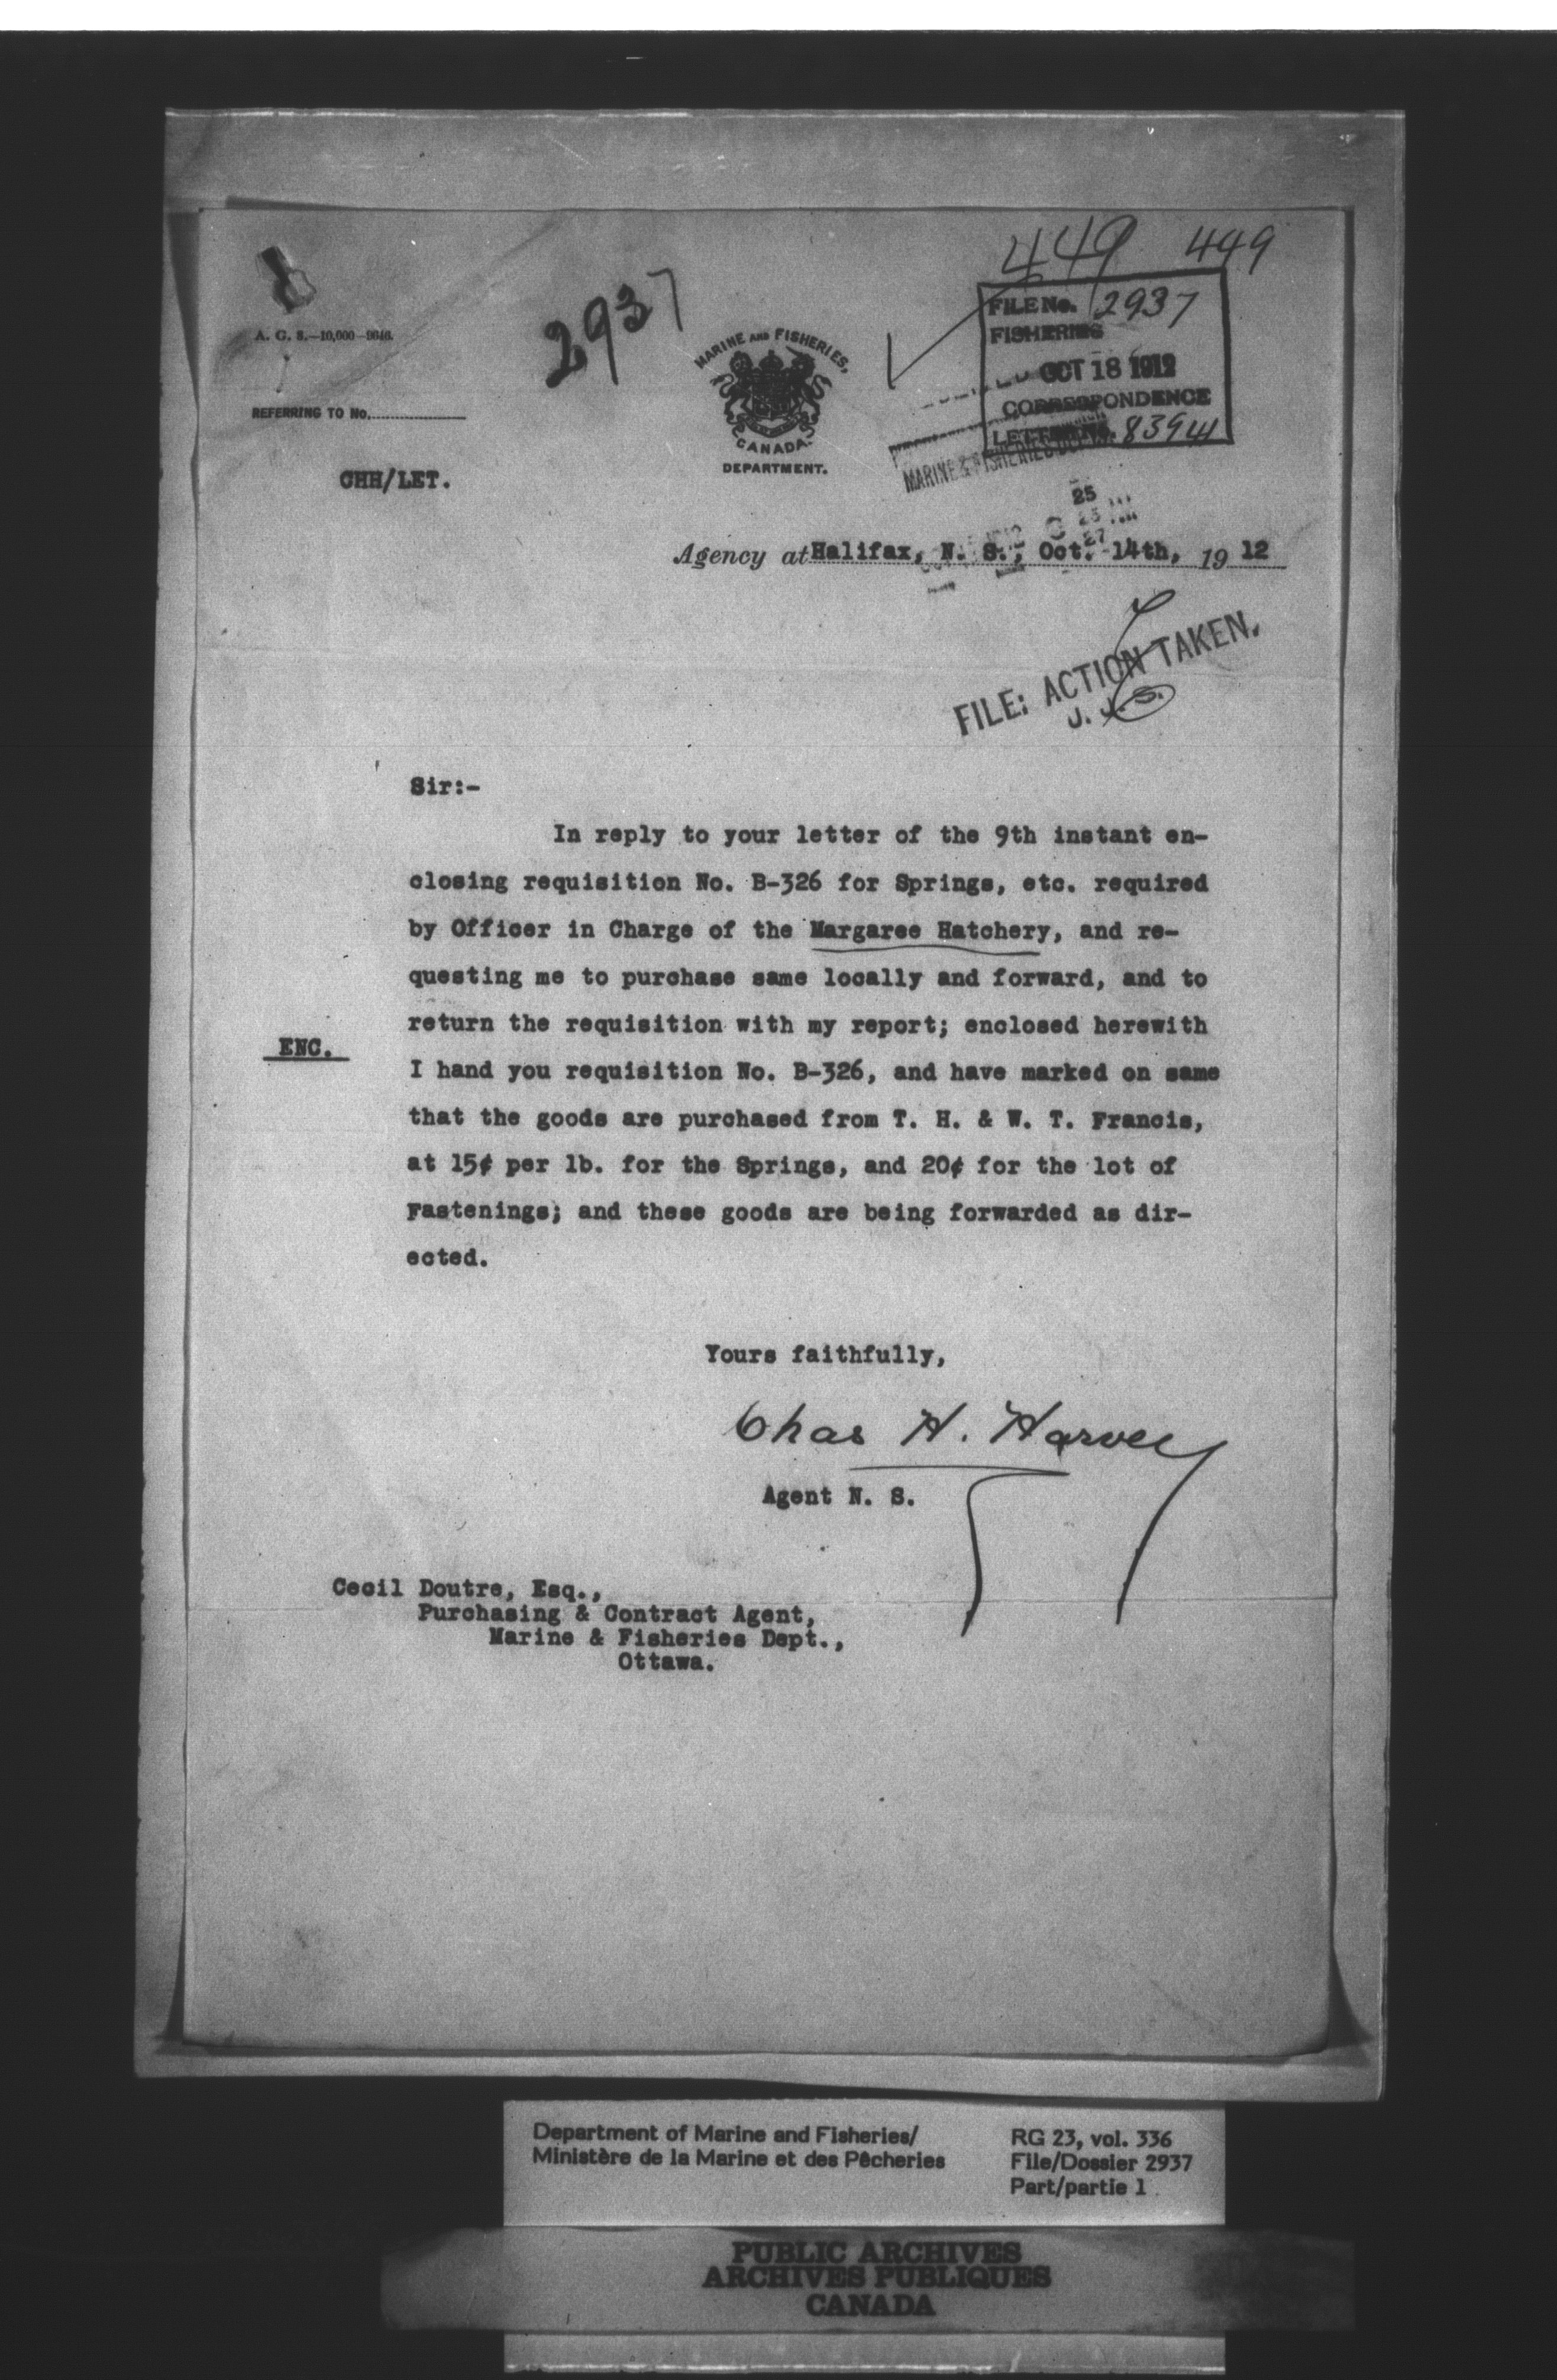 449 449
A. G. S.—10,000—9646.
2937
MARINE AND FISHERIES,
CANADA.
DEPARTMENT.
FILE No. 2937
FISHERIES
OCT 18 1912
CORRESPONDENCE
MARINE & FISHERIES
REFERRING TO No.
CHH/LET.
25
27
Agency at Halifax, N. S., Oct. 14th, 1912
FILE: ACTION TAKEN.
J. J. S.
Sir:-
In reply to your letter of the 9th instant en-
closing requisition No. B-326 for Springs, etc. required
by Officer in Charge of the Margaree Hatchery, and re-
questing me to purchase same locally and forward, and to
return the requisition with my report; enclosed herewith
ENC.
I hand you requisition No. B-326, and have marked on same
that the goods are purchased from T. H. & W. T. Francis,
at 15¢ per lb. for the Springs, and 20¢ for the lot of
Fastenings; and these goods are being forwarded as dir-
ected.
Yours faithfully,
Chas H. Harvey
Agent N. S.
Cecil Doutre, Esq.,
Purchasing & Contract Agent,
Marine & Fisheries Dept.,
Ottawa.
Department of Marine and Fisheries/
Ministère de la Marine et des Pêcheries
RG 23, vol. 336
File/Dossier 2937
Part/partie 1
PUBLIC ARCHIVES
ARCHIVES PUBLIQUES
CANADA